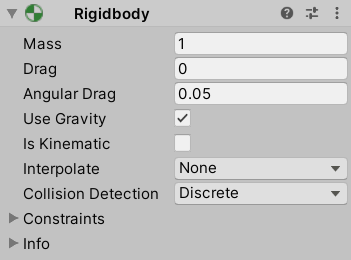 Rigidbody
Mass 1
Drag 0
Angular Drag 0.05
Use Gravity
Is Kinematic
Interpolate None
Collision Detection Discrete
Constraints
Info